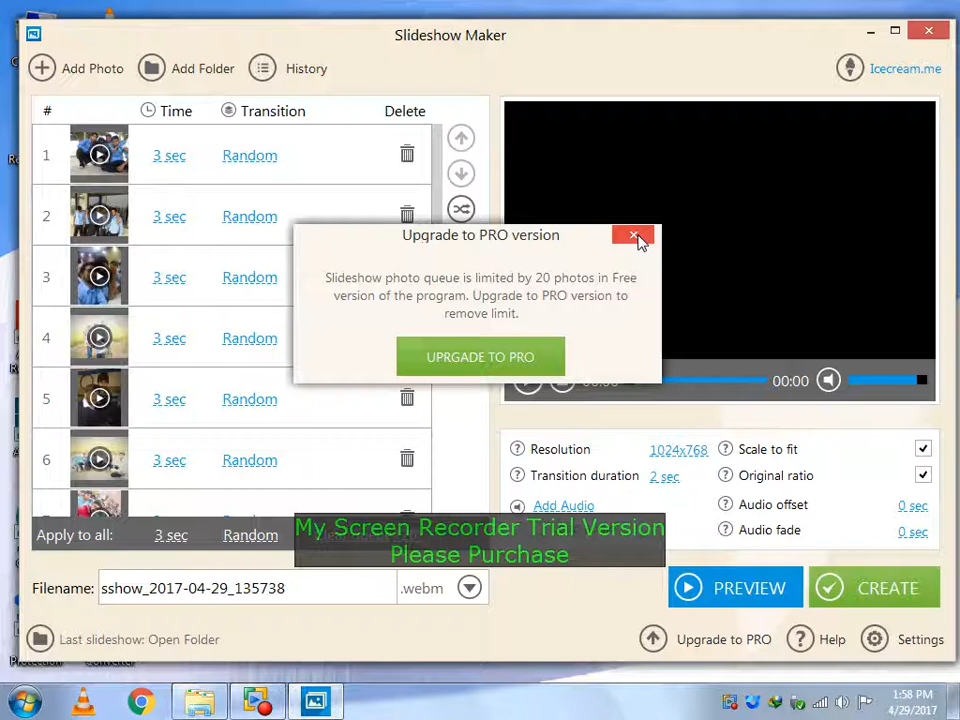 Slideshow Maker
Add Photo
Add Folder
History
Icecream.me
# Time Transition Delete
1 3 sec Random
2 3 sec Random
3 3 sec Random
4 3 sec Random
5 3 sec Random
6 3 sec Random
Apply to all: 3 sec Random
Upgrade to PRO version
Slideshow photo queue is limited by 20 photos in Free
version of the program. Upgrade to PRO version to
remove limit.
UPRGADE TO PRO
00:00
? Resolution 1024x768
? Scale to fit
? Transition duration 2 sec
? Original ratio
Add Audio
? Audio offset 0 sec
? Audio fade 0 sec
My Screen Recorder Trial Version
Please Purchase
Filename: sshow_2017-04-29_135738 .webm
PREVIEW
CREATE
Last slideshow: Open Folder
Upgrade to PRO
? Help
Settings
Converter
1:58 PM
4/29/2017